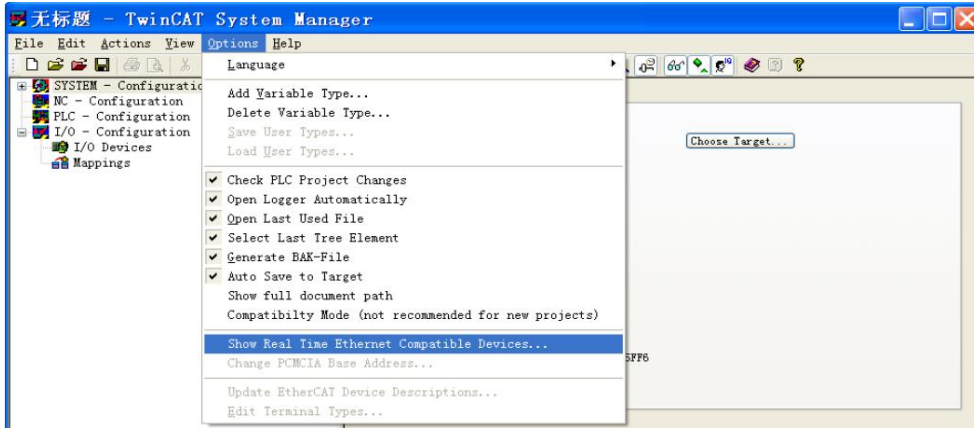 无标题 - TwinCAT System Manager
File Edit Actions View Options Help
Language
SYSTEM - Configuratic
NC - Configuration
PLC - Configuration
I/O - Configuration
I/O Devices
Mappings
Add Variable Type...
Delete Variable Type...
Save User Types...
Load User Types...
Check PLC Project Changes
Open Logger Automatically
Open Last Used File
Select Last Tree Element
Generate BAK-File
Auto Save to Target
Show full document path
Compatibilty Mode (not recommended for new projects)
Show Real Time Ethernet Compatible Devices...
Change PCMCIA Base Address...
Update EtherCAT Device Descriptions...
Edit Terminal Types...
Choose Target...
5FF6